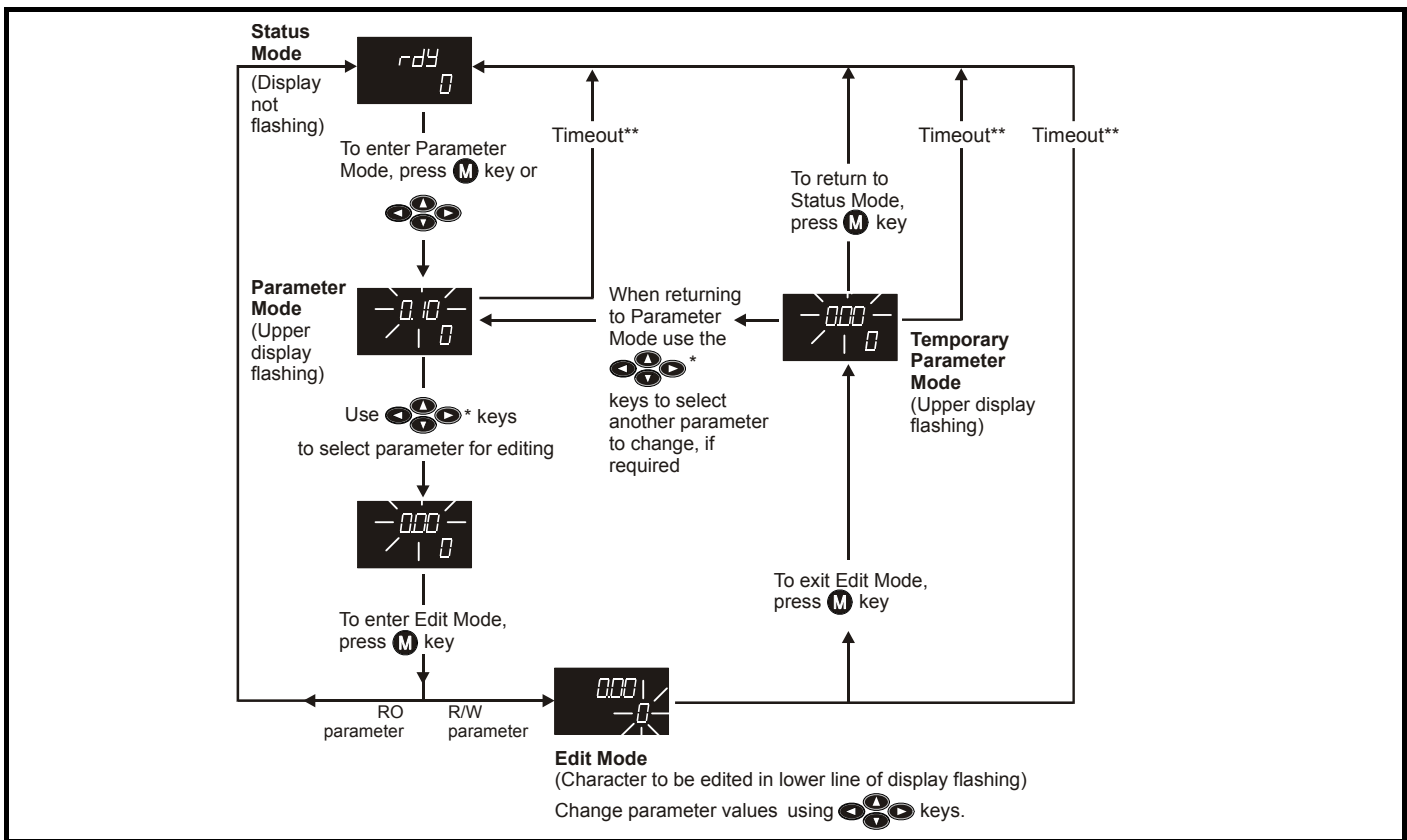 Status
Mode
(Display
not
flashing)
rdy
0
To enter Parameter
Mode, press M key or
Timeout**
Timeout**
Timeout**
To return to
Status Mode,
press M key
Parameter
Mode
(Upper
display
flashing)
0.10
0
When returning
to Parameter
Mode use the
*
keys to select
another parameter
to change, if
required
0.00
0
Temporary
Parameter
Mode
(Upper display
flashing)
Use * keys
to select parameter for editing
0.00
0
To enter Edit Mode,
press M key
To exit Edit Mode,
press M key
RO
parameter
R/W
parameter
0.00
0
Edit Mode
(Character to be edited in lower line of display flashing)
Change parameter values using keys.